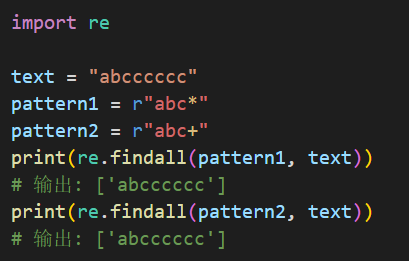 import re

text = "abcccccc"
pattern1 = r"abc*"
pattern2 = r"abc+"
print(re.findall(pattern1, text))
# 输出: ['abcccccc']
print(re.findall(pattern2, text))
# 输出: ['abcccccc']